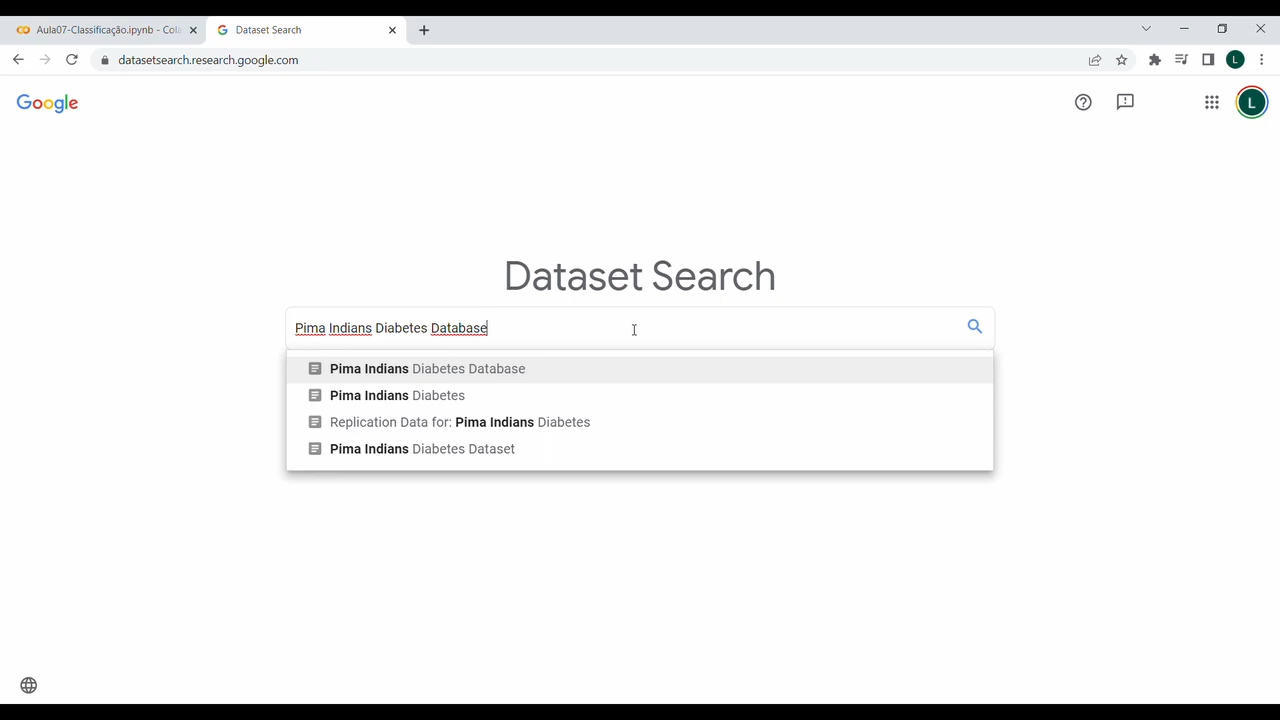 Aula07-Classificação.ipynb - Cola
Dataset Search
datasetsearch.research.google.com
L
Google
L
Dataset Search
Pima Indians Diabetes Database
Pima Indians Diabetes Database
Pima Indians Diabetes
Replication Data for: Pima Indians Diabetes
Pima Indians Diabetes Dataset